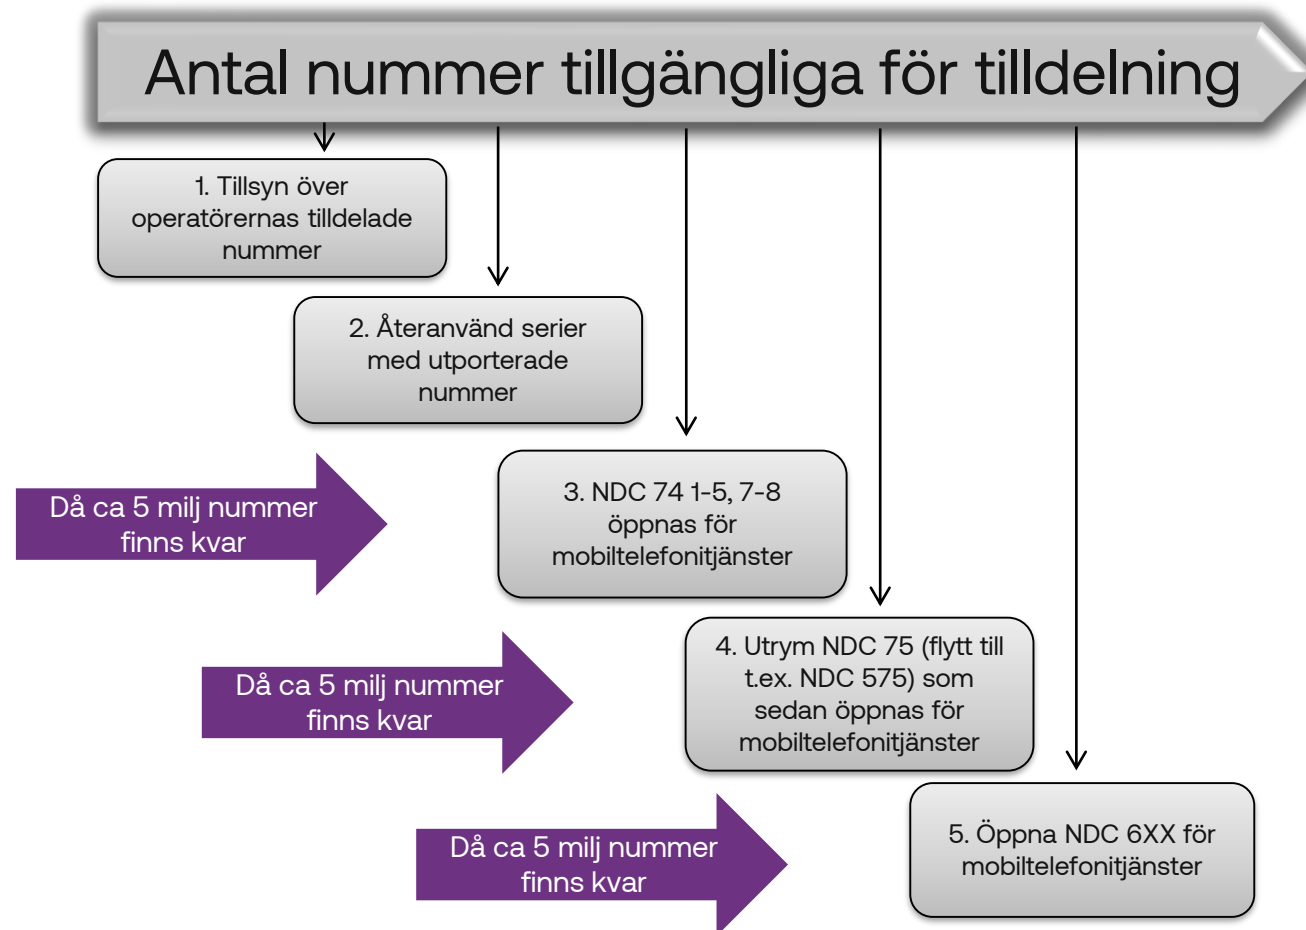 Antal nummer tillgängliga för tilldelning
1. Tillsyn över
operatörernas tilldelade
nummer
2. Återanvänd serier
med utporterade
nummer
Då ca 5 milj nummer
finns kvar
3. NDC 74 1-5, 7-8
öppnas för
mobiltelefonitjänster
Då ca 5 milj nummer
finns kvar
4. Utrym NDC 75 (flytt till
t.ex. NDC 575) som
sedan öppnas för
mobiltelefonitjänster
Då ca 5 milj nummer
finns kvar
5. Öppna NDC 6XX för
mobiltelefonitjänster